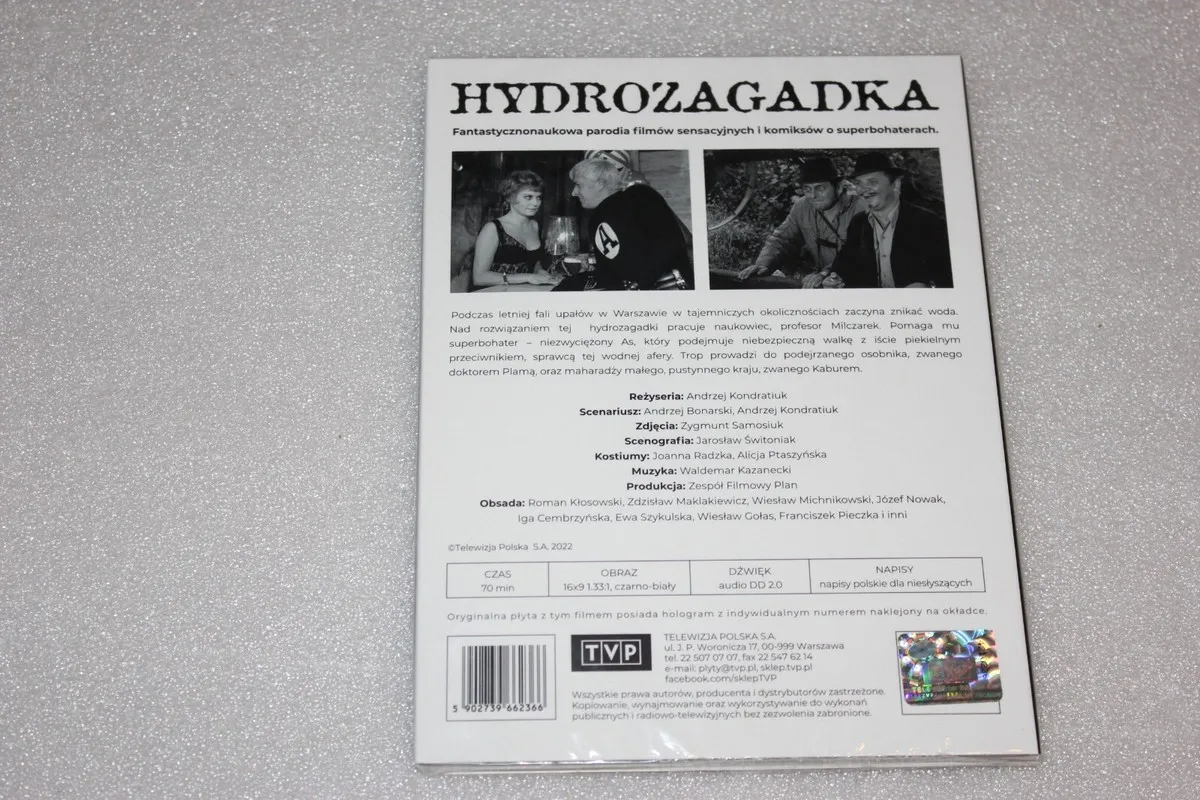 HYDROZAGADKA
Fantastycznonaukowa parodia filmów sensacyjnych i komiksów o superbohaterach.
A
Podczas letniej fali upałów w Warszawie w tajemniczych okolicznościach zaczyna znikać woda.
Nad rozwiązaniem tej hydrozagadki pracuje naukowiec, profesor Milczarek. Pomaga mu
superbohater – niezwyciężony As, który podejmuje niebezpieczną walkę z iście piekielnym
przeciwnikiem, sprawcą tej wodnej afery. Trop prowadzi do podejrzanego osobnika, zwanego
doktorem Plamą, oraz maharadży małego, pustynnego kraju, zwanego Kaburem.
Reżyseria: Andrzej Kondratiuk
Scenariusz: Andrzej Bonarski, Andrzej Kondratiuk
Zdjęcia: Zygmunt Samosiuk
Scenografia: Jarosław Świtoniak
Kostiumy: Joanna Radzka, Alicja Ptaszyńska
Muzyka: Waldemar Kazanecki
Produkcja: Zespół Filmowy Plan
Obsada: Roman Kłosowski, Zdzisław Maklakiewicz, Wiesław Michnikowski, Józef Nowak,
Iga Cembrzyńska, Ewa Szykulska, Wiesław Gołas, Franciszek Pieczka i inni
©Telewizja Polska S.A. 2022
CZAS OBRAZ DŹWIĘK NAPISY
70 min 16x9 1.33:1, czarno-biały audio DD 2.0 napisy polskie dla niesłyszących
Oryginalna płyta z tym filmem posiada hologram z indywidualnym numerem naklejony na okładce.
5 902739 662366
TVP
TELEWIZJA POLSKA S.A.
ul. J. P. Woronicza 17, 00-999 Warszawa
tel. 22 507 07 07, fax 22 547 62 14
e-mail: plyty@tvp.pl, sklep.tvp.pl
facebook.com/sklepTVP
Wszystkie prawa autorów, producenta i dystrybutorów zastrzeżone.
Kopiowanie, wynajmowanie oraz wykorzystywanie do wykonań
publicznych i radiowo-telewizyjnych bez zezwolenia zabronione.